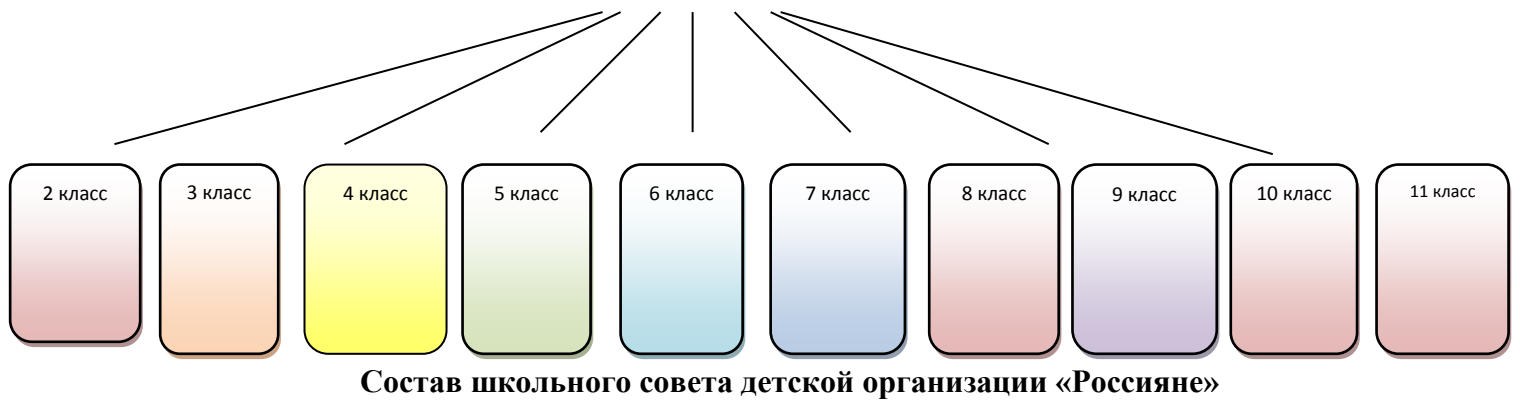 2 класс
3 класс
4 класс
5 класс
6 класс
7 класс
8 класс
9 класс
10 класс
11 класс
Состав школьного совета детской организации «Россияне»